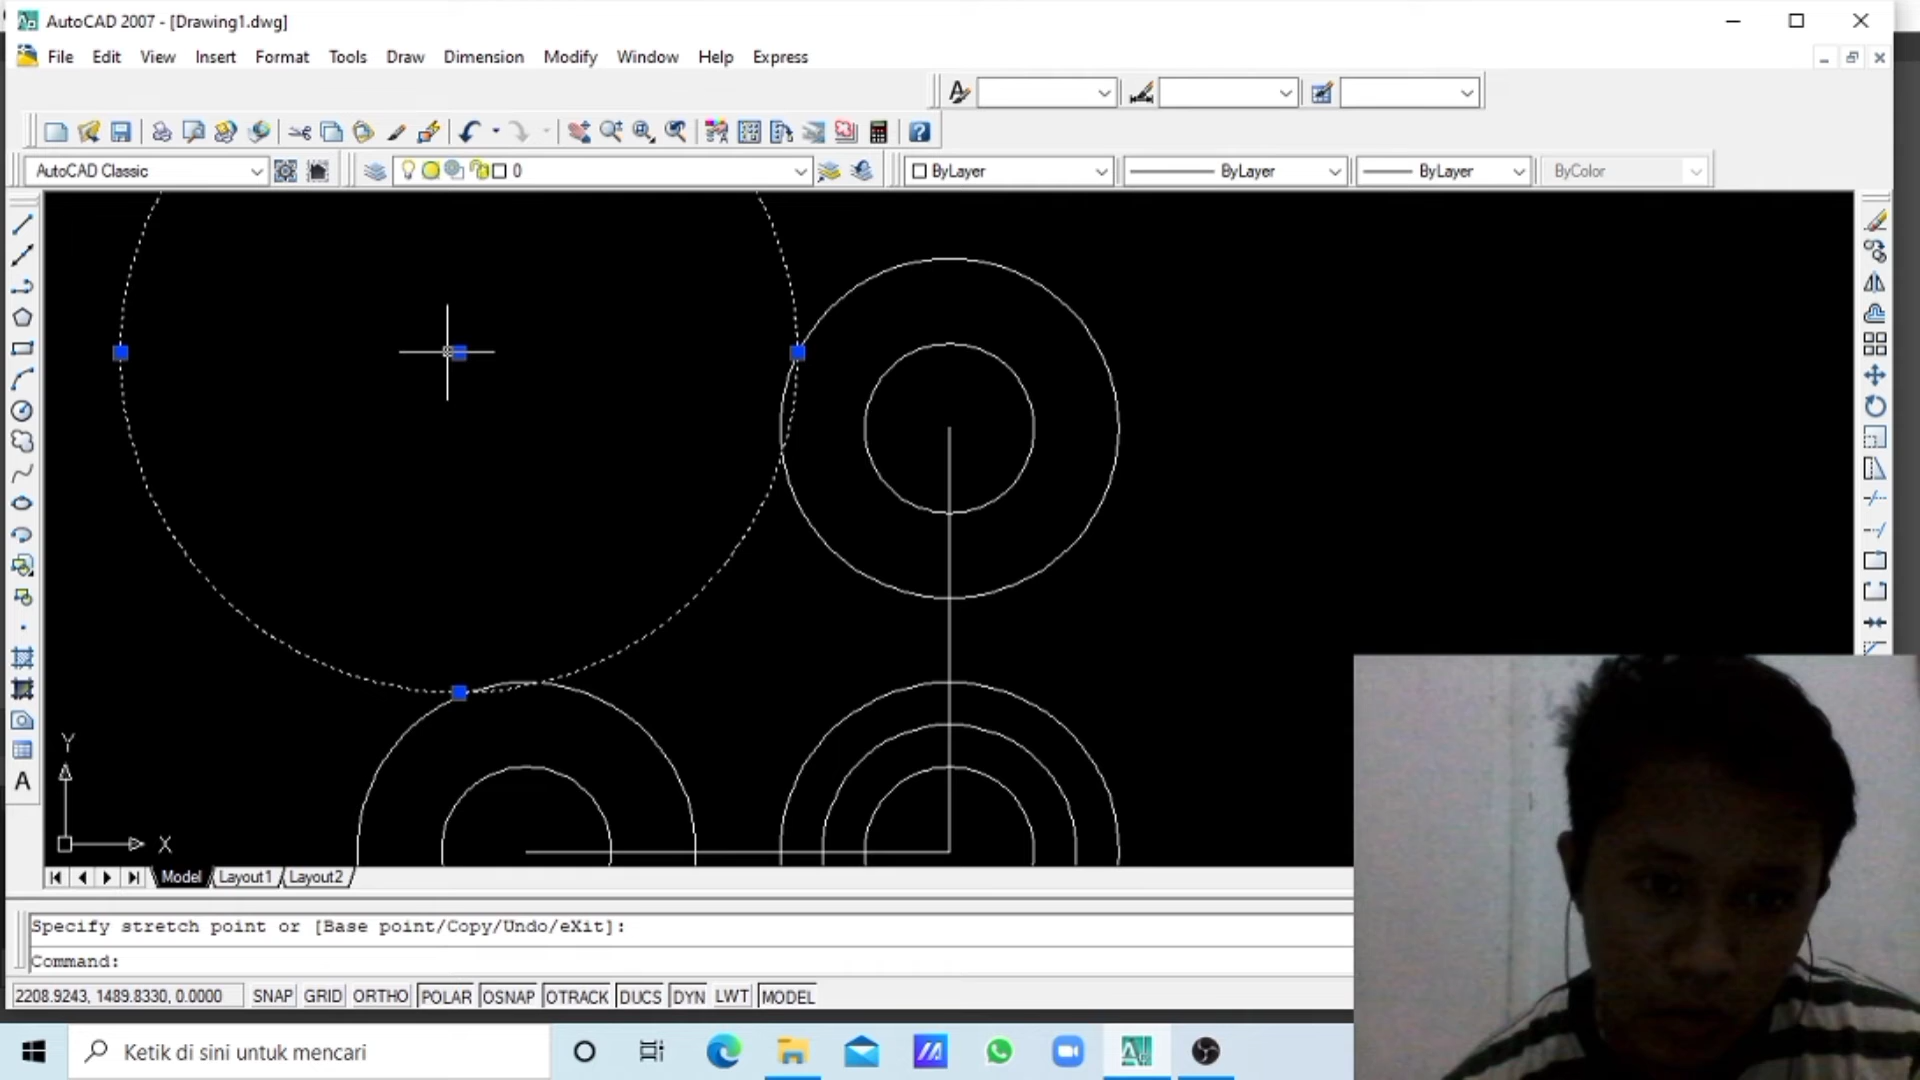 AutoCAD 2007 - [Drawing1.dwg]
File Edit View Insert Format Tools Draw Dimension Modify Window Help Express
AutoCAD Classic 0 ByLayer ByLayer ByLayer ByColor
Y
X
Model Layout1 Layout2
Specify stretch point or [Base point/Copy/Undo/eXit]:
Command:
2208.9243, 1489.8330, 0.0000 SNAP GRID ORTHO POLAR OSNAP OTRACK DUCS DYN LWT MODEL
Ketik di sini untuk mencari